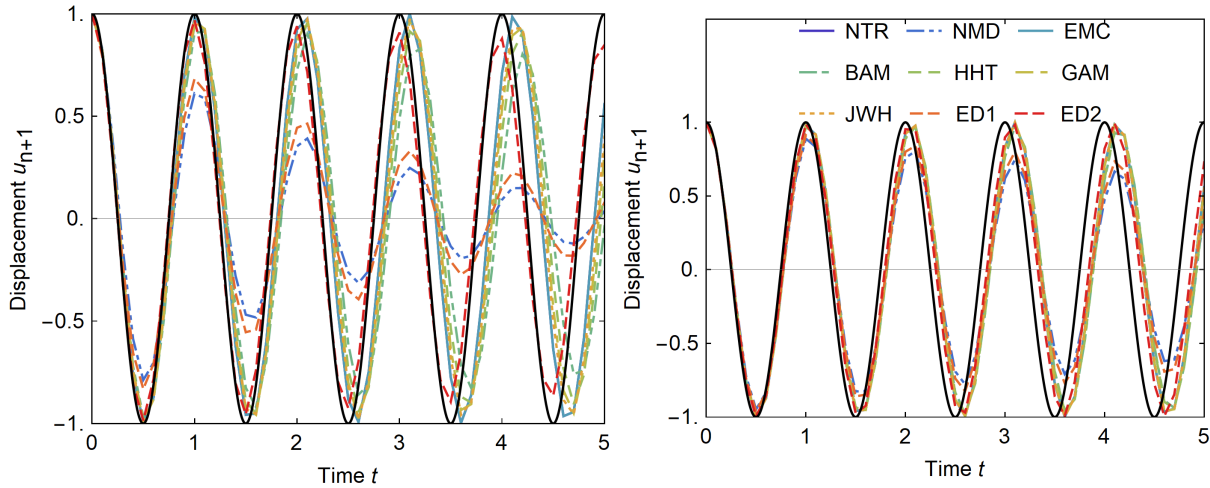 1.
0.5
0
−0.5
−1.
0 1 2 3 4 5
Displacement un+1
Time t
NTR NMD EMC
BAM HHT GAM
JWH ED1 ED2
1
0.5
0
−0.5
−1
0 1 2 3 4 5
Displacement un+1
Time t